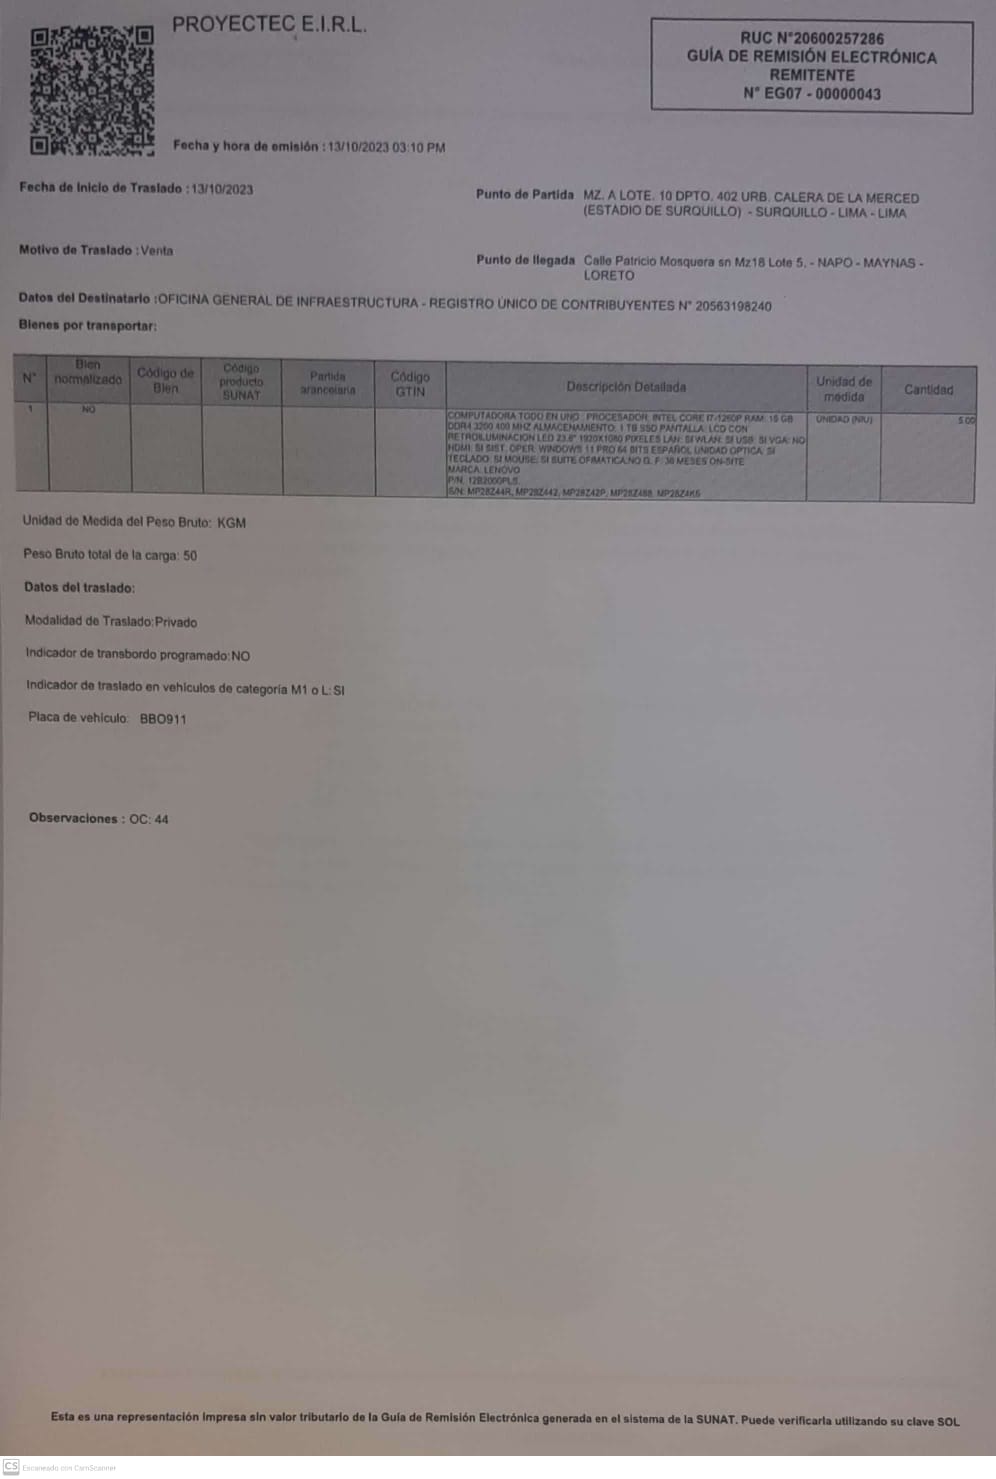 PROYECTEC E.I.R.L.
RUC N°20600257286
GUÍA DE REMISIÓN ELECTRÓNICA
REMITENTE
N° EG07 - 00000043
Fecha y hora de emisión : 13/10/2023 03:10 PM
Fecha de Inicio de Traslado : 13/10/2023
Punto de Partida MZ. A LOTE. 10 DPTO. 402 URB. CALERA DE LA MERCED
(ESTADIO DE SURQUILLO) - SURQUILLO - LIMA - LIMA
Motivo de Traslado : Venta
Punto de llegada Calle Patricio Mosquera sn Mz18 Lote 5, - NAPO - MAYNAS -
LORETO
Datos del Destinatario :OFICINA GENERAL DE INFRAESTRUCTURA - REGISTRO ÚNICO DE CONTRIBUYENTES N° 20563198240
Bienes por transportar:
N° Bien normalizado Código de Bien Código producto SUNAT Partida arancelaria Código GTIN Descripción Detallada Unidad de medida Cantidad
1 NO COMPUTADORA TODO EN UNO : PROCESADOR: INTEL CORE I7-1260P RAM: 16 GB UNIDAD (NIU) 5.00
DDR4 3200 400 MHZ ALMACENAMIENTO: 1 TB SSD PANTALLA: LCD CON
RETROILUMINACION LED 23.8" 1920X1080 PIXELES LAN: SI WLAN: SI USB: SI VGA: NO
HDMI: SI SIST. OPER: WINDOWS 11 PRO 64 BITS ESPAÑOL UNIDAD OPTICA: SI
TECLADO: SI MOUSE: SI SUITE OFIMATICA:NO G. F: 36 MESES ON-SITE
MARCA: LENOVO
P/N:
S/N: MP28Z44R, MP28Z442, MP28Z42P, MP28Z488, MP28Z4K6
Unidad de Medida del Peso Bruto: KGM
Peso Bruto total de la carga: 50
Datos del traslado:
Modalidad de Traslado:Privado
Indicador de transbordo programado:NO
Indicador de traslado en vehículos de categoría M1 o L:SI
Placa de vehículo: BBO911
Observaciones : OC: 44
Esta es una representación impresa sin valor tributario de la Guía de Remisión Electrónica generada en el sistema de la SUNAT. Puede verificarla utilizando su clave SOL
CS Escaneado con CamScanner